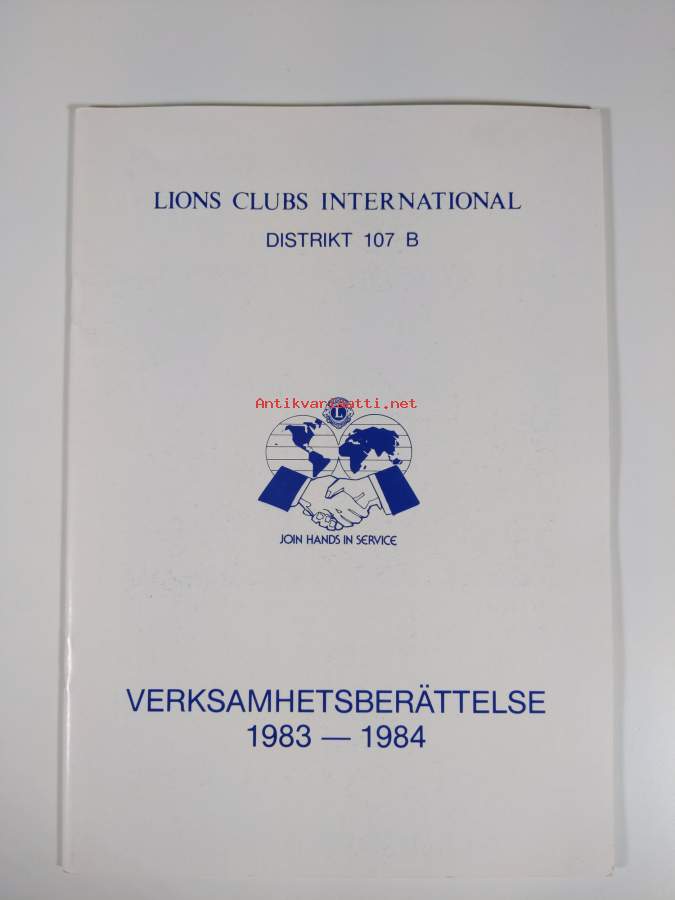 LIONS CLUBS INTERNATIONAL
DISTRIKT 107 B
Antikvariaatti.net
L
JOIN HANDS IN SERVICE
VERKSAMHETSBERÄTTELSE
1983 — 1984